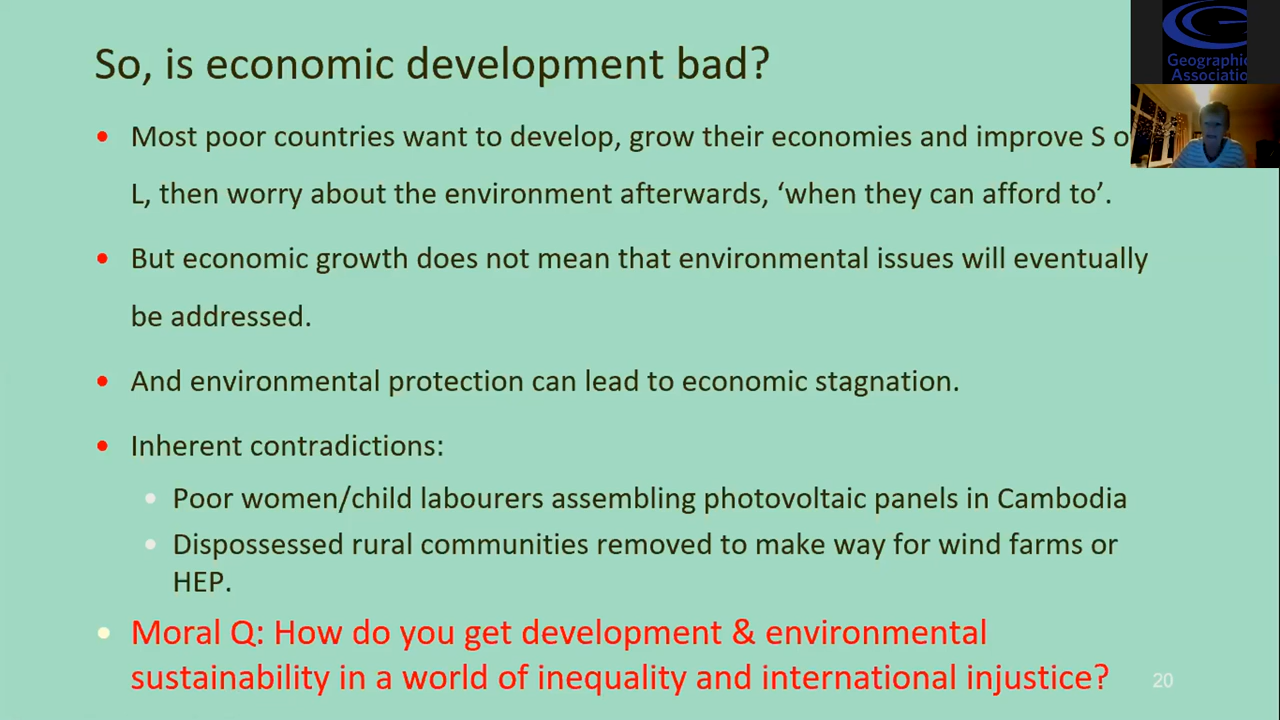 So, is economic development bad?
Geographic
Associatio
• Most poor countries want to develop, grow their economies and improve S o
L, then worry about the environment afterwards, ‘when they can afford to’.
• But economic growth does not mean that environmental issues will eventually
be addressed.
• And environmental protection can lead to economic stagnation.
• Inherent contradictions:
• Poor women/child labourers assembling photovoltaic panels in Cambodia
• Dispossessed rural communities removed to make way for wind farms or
HEP.
• Moral Q: How do you get development & environmental
sustainability in a world of inequality and international injustice?
20